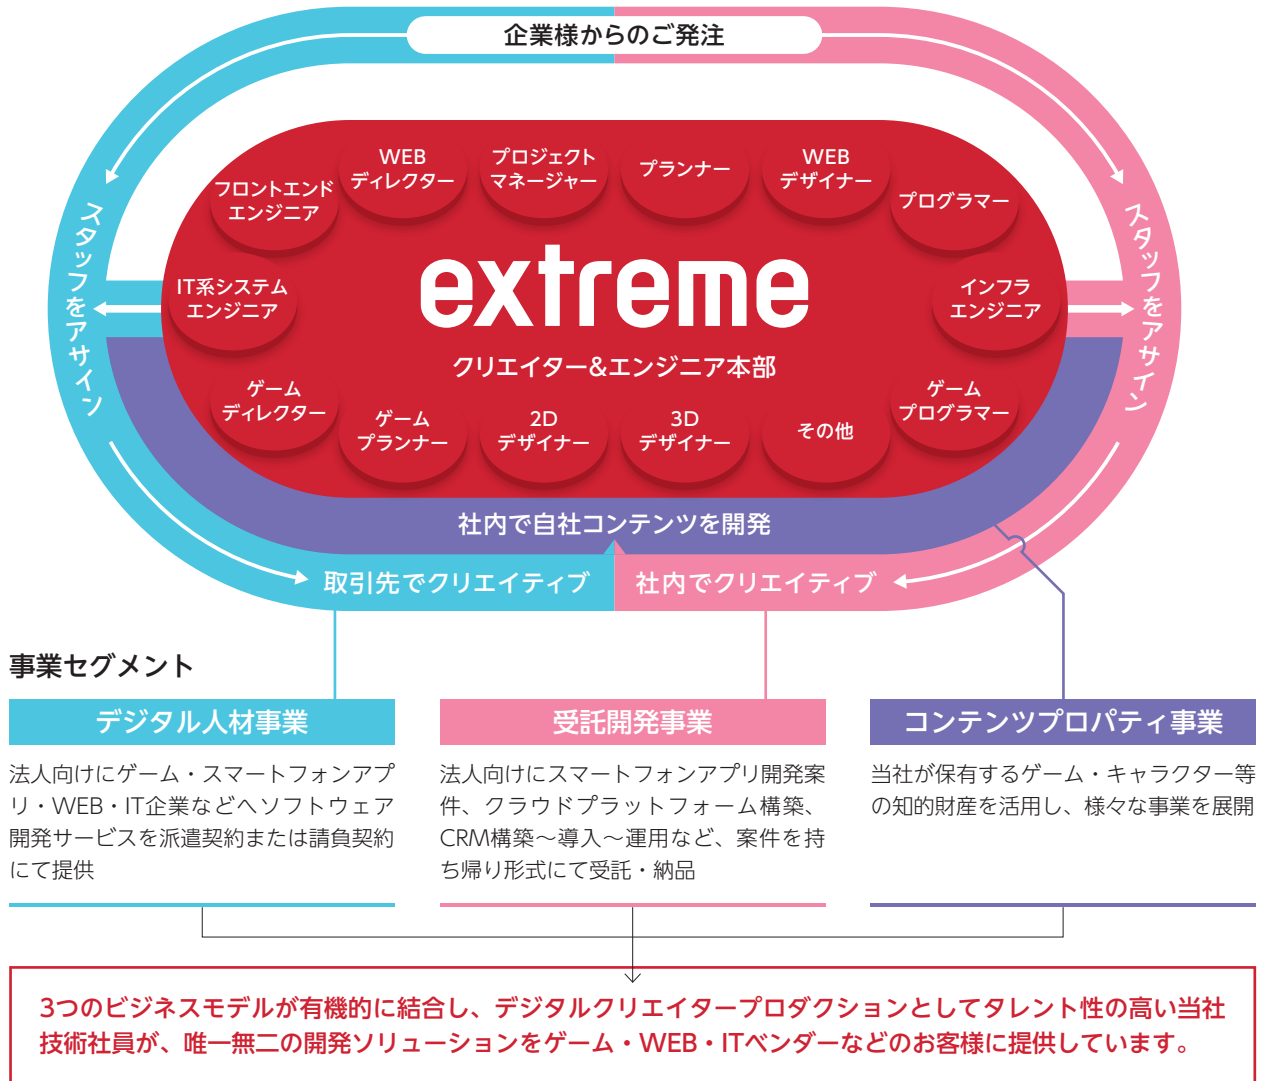 企業様からのご発注
スタッフをアサイン
スタッフをアサイン
フロントエンド
エンジニア
WEB
ディレクター
プロジェクト
マネージャー
プランナー
WEB
デザイナー
プログラマー
IT系システム
エンジニア
extreme
インフラ
エンジニア
クリエイター&エンジニア本部
ゲーム
ディレクター
ゲーム
プランナー
2D
デザイナー
3D
デザイナー
その他
ゲーム
プログラマー
社内で自社コンテンツを開発
取引先でクリエイティブ
社内でクリエイティブ
事業セグメント
デジタル人材事業
法人向けにゲーム・スマートフォンアプ
リ・WEB・IT企業などへソフトウェア
開発サービスを派遣契約または請負契約
にて提供
受託開発事業
法人向けにスマートフォンアプリ開発案
件、クラウドプラットフォーム構築、
CRM構築～導入～運用など、案件を持
ち帰り形式にて受託・納品
コンテンツプロパティ事業
当社が保有するゲーム・キャラクター等
の知的財産を活用し、様々な事業を展開
3つのビジネスモデルが有機的に結合し、デジタルクリエイタープロダクションとしてタレント性の高い当社
技術社員が、唯一無二の開発ソリューションをゲーム・WEB・ITベンダーなどのお客様に提供しています。